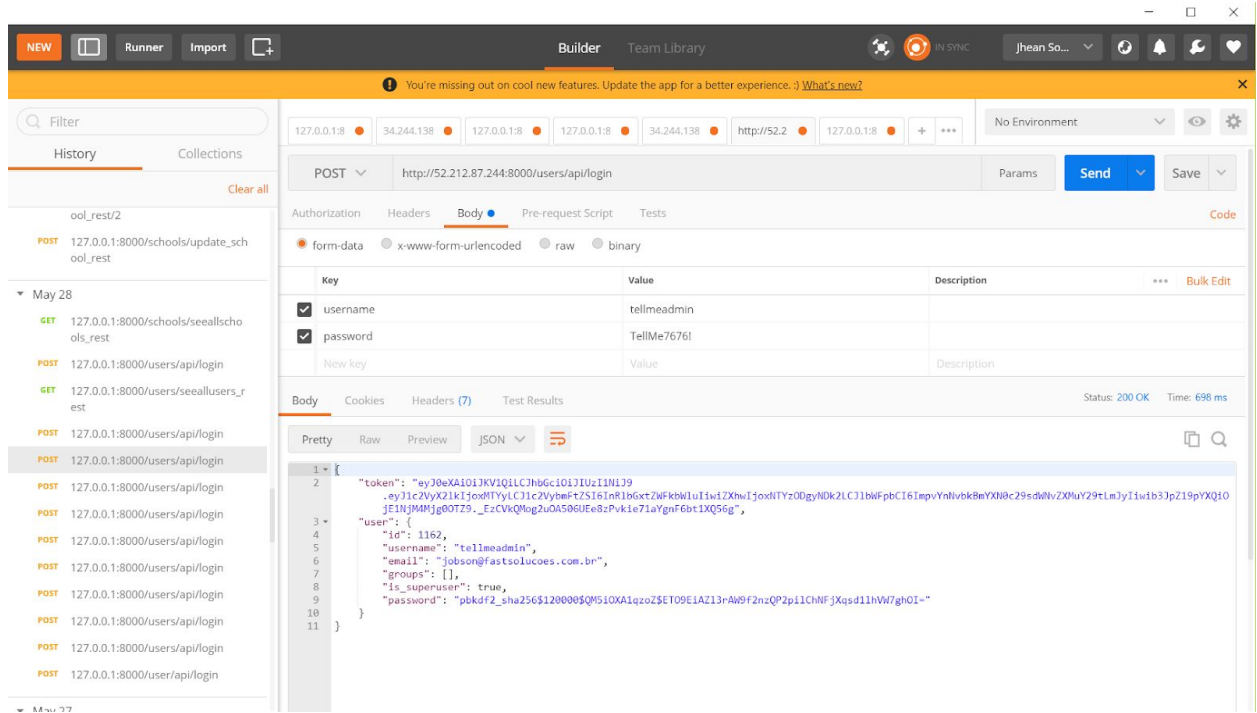 NEW Runner Import Builder Team Library IN SYNC Jhean So...
You're missing out on cool new features. Update the app for a better experience. :) What's new?
Filter
History Collections
Clear all
ool_rest/2
POST 127.0.0.1:8000/schools/update_sch
ool_rest
May 28
GET 127.0.0.1:8000/schools/seeallscho
ols_rest
POST 127.0.0.1:8000/users/api/login
GET 127.0.0.1:8000/users/seeallusers_r
est
POST 127.0.0.1:8000/users/api/login
POST 127.0.0.1:8000/users/api/login
POST 127.0.0.1:8000/users/api/login
POST 127.0.0.1:8000/users/api/login
POST 127.0.0.1:8000/users/api/login
POST 127.0.0.1:8000/users/api/login
POST 127.0.0.1:8000/users/api/login
POST 127.0.0.1:8000/users/api/login
POST 127.0.0.1:8000/users/api/login
POST 127.0.0.1:8000/user/api/login
May 27
127.0.0.1:8 34.244.138 127.0.0.1:8 127.0.0.1:8 34.244.138 http://52.2 127.0.0.1:8 + No Environment
POST http://52.212.87.244:8000/users/api/login Params Send Save
Authorization Headers Body Pre-request Script Tests Code
form-data x-www-form-urlencoded raw binary
Key Value Description Bulk Edit
username tellmeadmin
password TellMe7676!
New key Value Description
Body Cookies Headers (7) Test Results Status: 200 OK Time: 698 ms
Pretty Raw Preview JSON
1 {
2 "token": "eyJ0eXAiOiJKV1QiLCJhbGciOiJIUzI1NiJ9
3 "user": {
4 "id": 1162,
5 "username": "tellmeadmin",
6 "email": "jobson@fastsolucoes.com.br",
7 "groups": [],
8 "is_superuser": true,
9 "password":
10 }
11 }